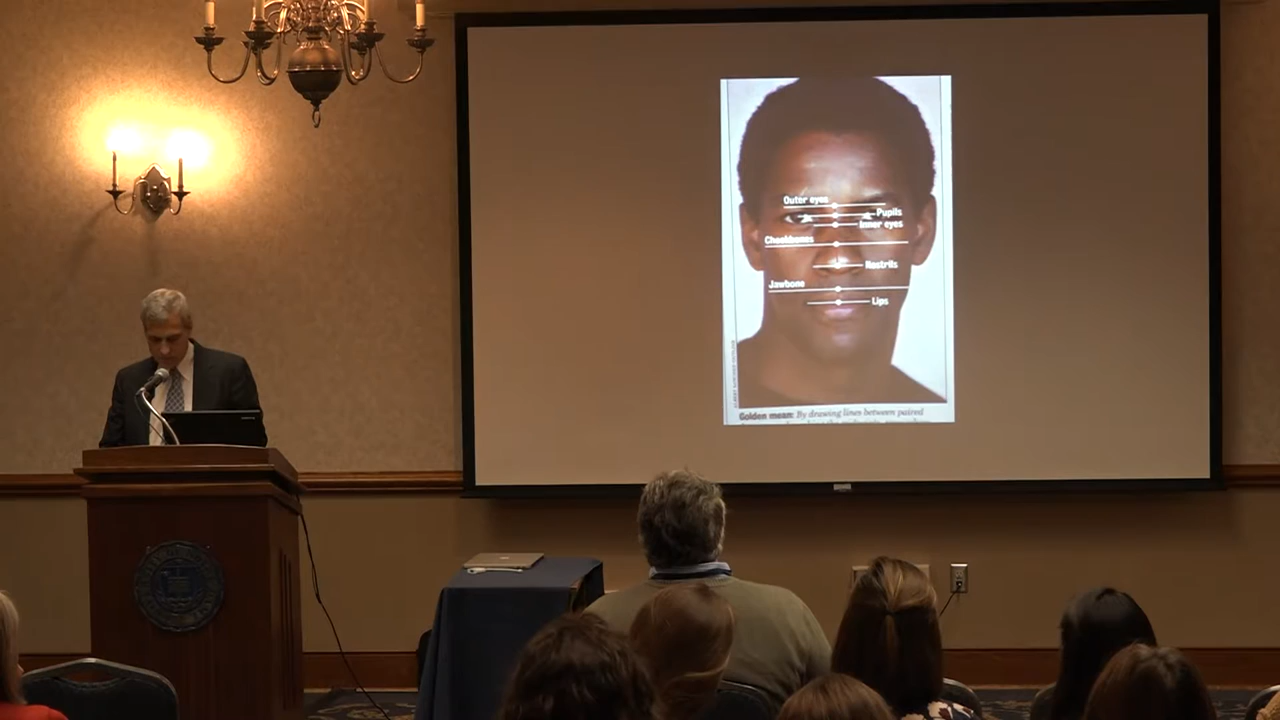 Outer eyes
Pupils
Inner eyes
Cheekbones
Nostrils
Jawbone
Lips
Golden mean: By drawing lines between paired